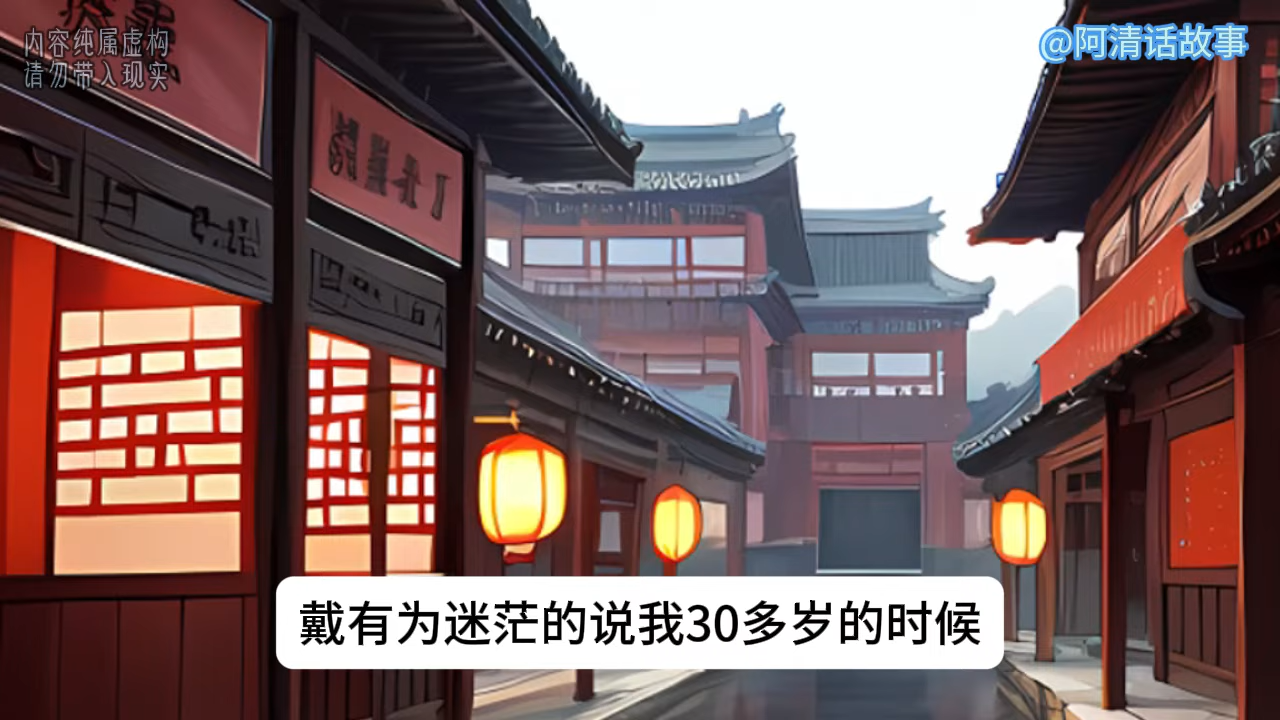 内容纯属虚构
请勿带入现实
@阿清话故事
戴有为迷茫的说我30多岁的时候